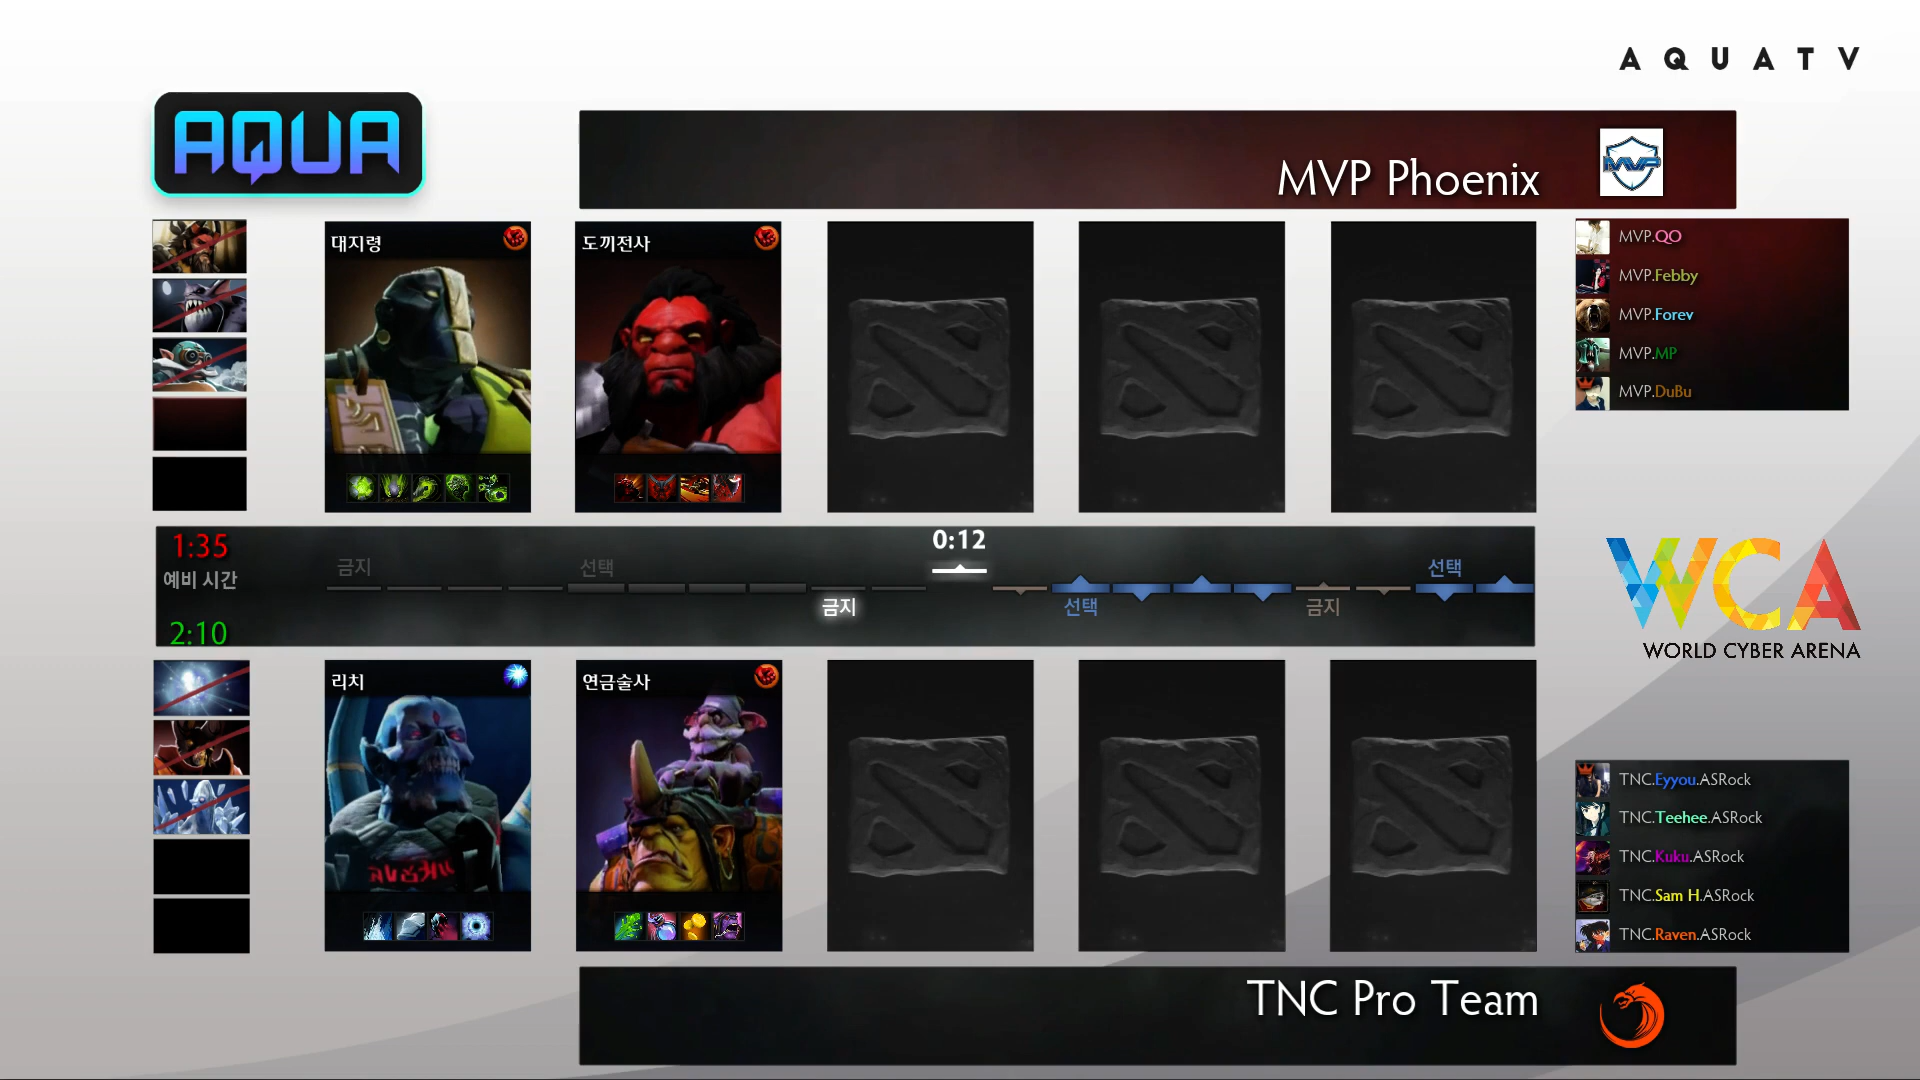 AQUATV
AQUA
MVP Phoenix
MVP
대지령
도끼전사
MVP.QO
MVP.Febby
MVP.Forev
MVP.MP
MVP.DuBu
1:35
예비 시간
2:10
금지
선택
금지
0:12
선택
금지
선택
WCA
WORLD CYBER ARENA
리치
연금술사
TNC.Eyyou.ASRock
TNC.Teehee.ASRock
TNC.Kuku.ASRock
TNC.Sam H.ASRock
TNC.Raven.ASRock
TNC Pro Team